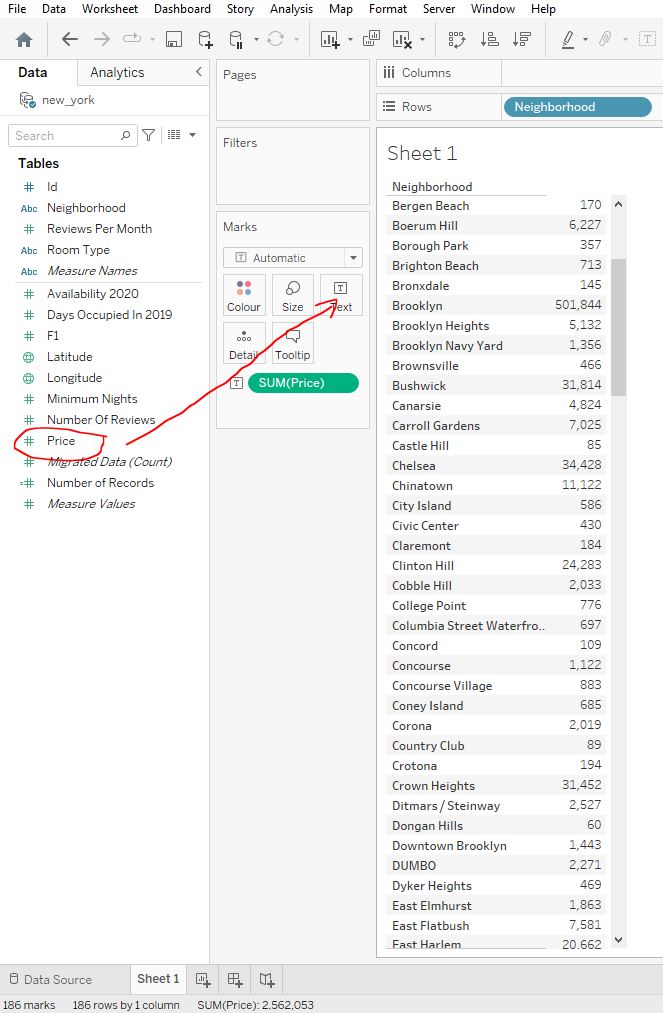 File Data Worksheet Dashboard Story Analysis Map Format Server Window Help
Data Analytics
new_york
Search
Tables
# Id
Abc Neighborhood
# Reviews Per Month
Abc Room Type
Abc Measure Names
# Availability 2020
# Days Occupied In 2019
# F1
Latitude
Longitude
# Minimum Nights
# Number Of Reviews
# Price
# Migrated Data (Count)
=# Number of Records
# Measure Values
Pages
Filters
Marks
T Automatic
Colour Size Text
Detail Tooltip
T SUM(Price)
Columns
Rows Neighborhood
Sheet 1
Neighborhood
Bergen Beach 170
Boerum Hill 6,227
Borough Park 357
Brighton Beach 713
Bronxdale 145
Brooklyn 501,844
Brooklyn Heights 5,132
Brooklyn Navy Yard 1,356
Brownsville 466
Bushwick 31,814
Canarsie 4,824
Carroll Gardens 7,025
Castle Hill 85
Chelsea 34,428
Chinatown 11,122
City Island 586
Civic Center 430
Claremont 184
Clinton Hill 24,283
Cobble Hill 2,033
College Point 776
Columbia Street Waterfro.. 697
Concord 109
Concourse 1,122
Concourse Village 883
Coney Island 685
Corona 2,019
Country Club 89
Crotona 194
Crown Heights 31,452
Ditmars / Steinway 2,527
Dongan Hills 60
Downtown Brooklyn 1,443
DUMBO 2,271
Dyker Heights 469
East Elmhurst 1,863
East Flatbush 7,581
East Harlem 20,662
Data Source Sheet 1
186 marks 186 rows by 1 column SUM(Price): 2,562,053